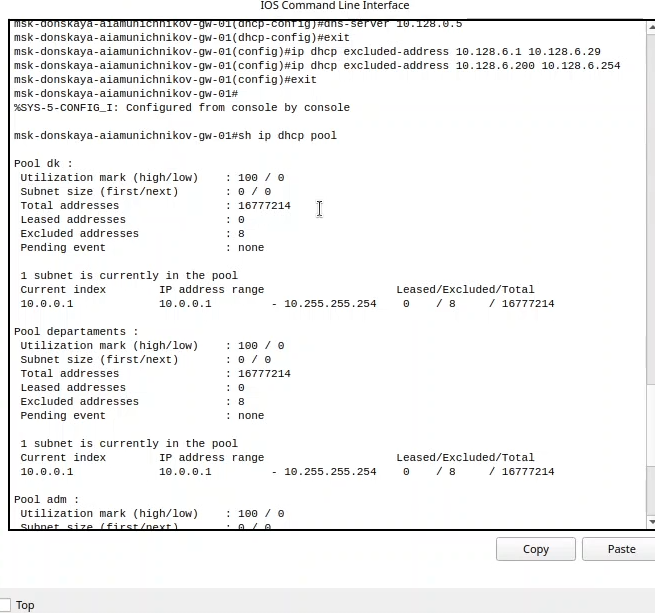 IOS Command Line Interface
msk-donskaya-aiamunichnikov-gw-01(dhcp-config)#dns-server 10.128.0.5
msk-donskaya-aiamunichnikov-gw-01(dhcp-config)#exit
msk-donskaya-aiamunichnikov-gw-01(config)#ip dhcp excluded-address 10.128.6.1 10.128.6.29
msk-donskaya-aiamunichnikov-gw-01(config)#ip dhcp excluded-address 10.128.6.200 10.128.6.254
msk-donskaya-aiamunichnikov-gw-01(config)#exit
msk-donskaya-aiamunichnikov-gw-01#
%SYS-5-CONFIG_I: Configured from console by console
msk-donskaya-aiamunichnikov-gw-01#sh ip dhcp pool
Pool dk :
Utilization mark (high/low) : 100 / 0
Subnet size (first/next) : 0 / 0
Total addresses : 16777214
Leased addresses : 0
Excluded addresses : 8
Pending event : none
1 subnet is currently in the pool
Current index IP address range Leased/Excluded/Total
10.0.0.1 10.0.0.1 - 10.255.255.254 0 / 8 / 16777214
Pool departaments :
Utilization mark (high/low) : 100 / 0
Subnet size (first/next) : 0 / 0
Total addresses : 16777214
Leased addresses : 0
Excluded addresses : 8
Pending event : none
1 subnet is currently in the pool
Current index IP address range Leased/Excluded/Total
10.0.0.1 10.0.0.1 - 10.255.255.254 0 / 8 / 16777214
Pool adm :
Utilization mark (high/low) : 100 / 0
Subnet size (first/next) : 0 / 0
Copy Paste
Top